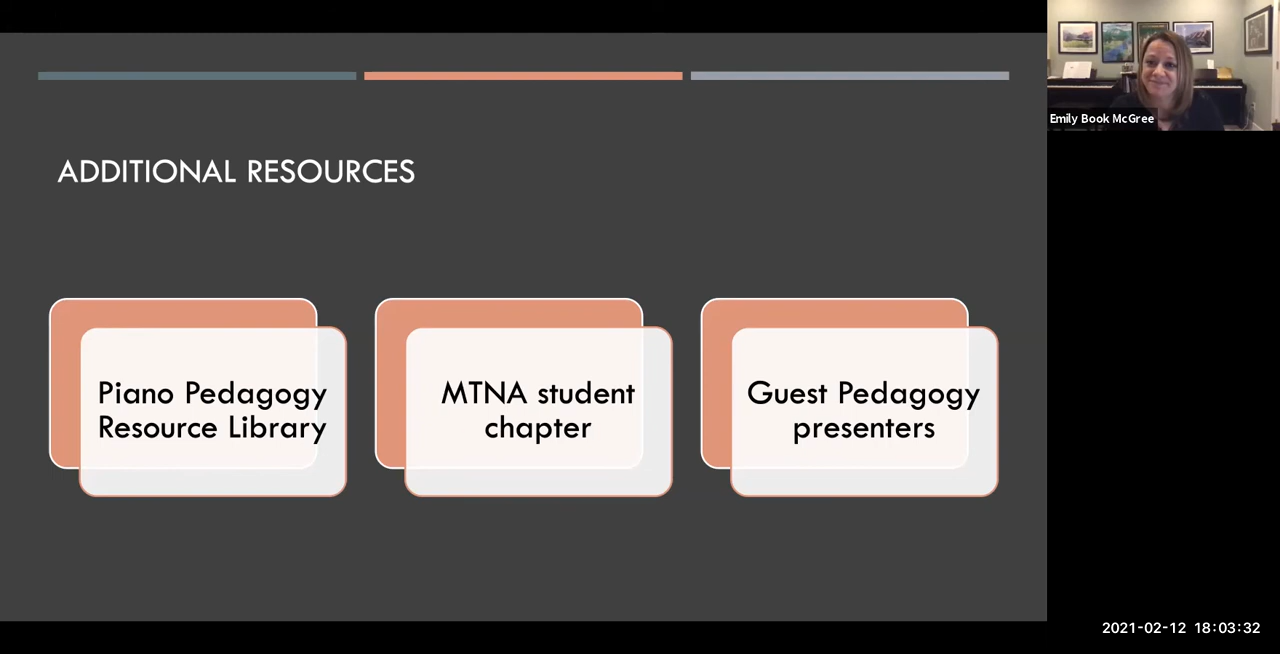 ADDITIONAL RESOURCES
Piano Pedagogy
Resource Library
MTNA student
chapter
Guest Pedagogy
presenters
Emily Book McGree
2021-02-12 18:03:32